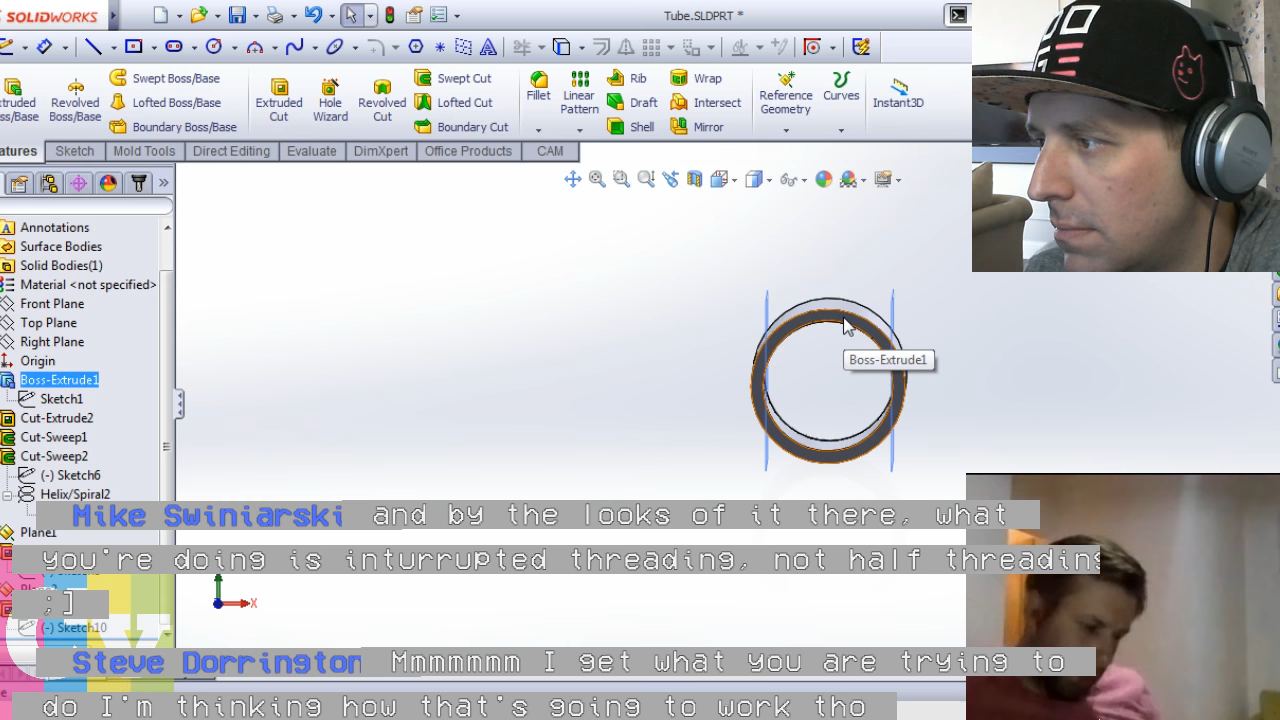 SOLIDWORKS
Tube.SLDPRT *
Swept Boss/Base
Lofted Boss/Base
Boundary Boss/Base
Revolved
Boss/Base
Extruded
Cut
Hole
Wizard
Revolved
Cut
Swept Cut
Lofted Cut
Boundary Cut
Fillet
Linear
Pattern
Rib
Draft
Shell
Wrap
Intersect
Mirror
Reference
Geometry
Curves
Instant3D
truded
ss/Base
atures
Sketch
Mold Tools
Direct Editing
Evaluate
DimXpert
Office Products
CAM
Annotations
Surface Bodies
Solid Bodies(1)
Material <not specified>
Front Plane
Top Plane
Right Plane
Origin
Boss-Extrude1
Sketch1
Cut-Extrude2
Cut-Sweep1
Cut-Sweep2
(-) Sketch6
Helix/Spiral2
Plane1
(-) Sketch10
Boss-Extrude1
X
Mike Swiniarski and by the looks of it there, what
you're doing is inturrupted threading, not half threading
;]
Steve Dorrington Mmmmmmm I get what you are trying to
do I'm thinking how that's going to work tho